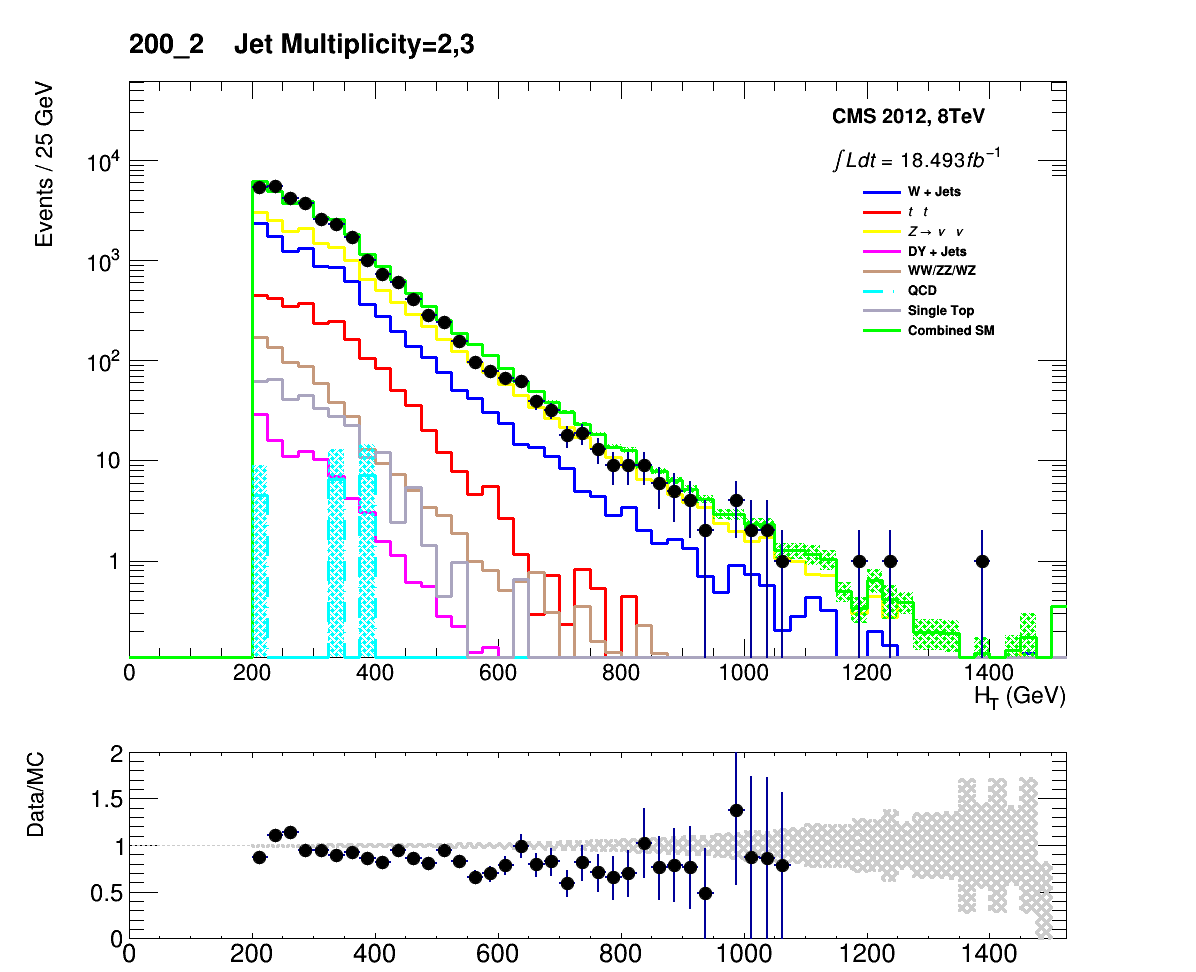 200_2 Jet Multiplicity=2,3
Events / 25 GeV
CMS 2012, 8TeV
∫Ldt = 18.493fb⁻¹
W + Jets
t t
Z → ν ν
DY + Jets
WW/ZZ/WZ
QCD
Single Top
Combined SM
10⁴
10³
10²
10
1
0 200 400 600 800 1000 1200 1400
H_T (GeV)
Data/MC
2
1.5
1
0.5
0
0 200 400 600 800 1000 1200 1400